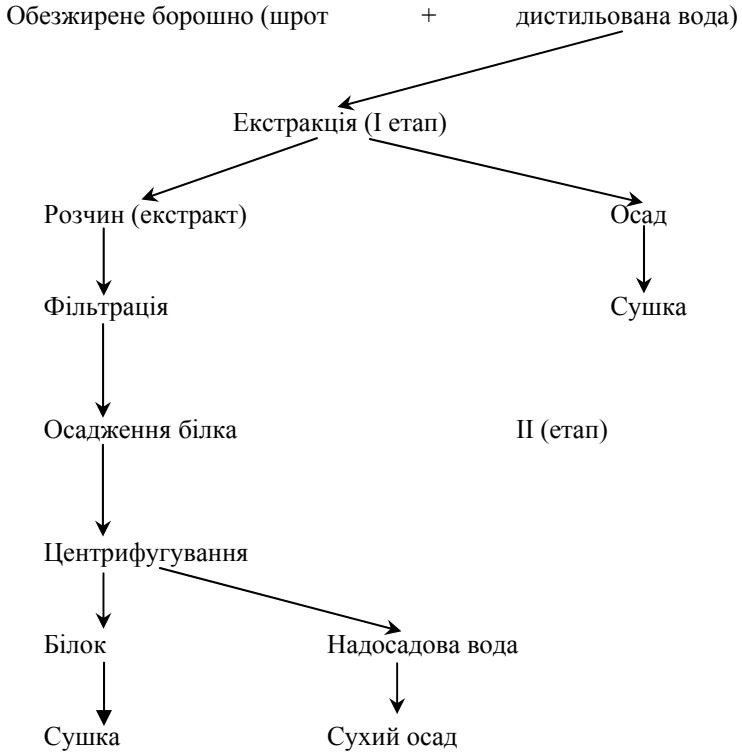 Обезжирене борошно (шрот + дистильована вода)
Екстракція (I етап)
Розчин (екстракт) Осад
Фільтрація Сушка
Осадження білка II (етап)
Центрифугування
Білок Надосадова вода
Сушка Сухий осад